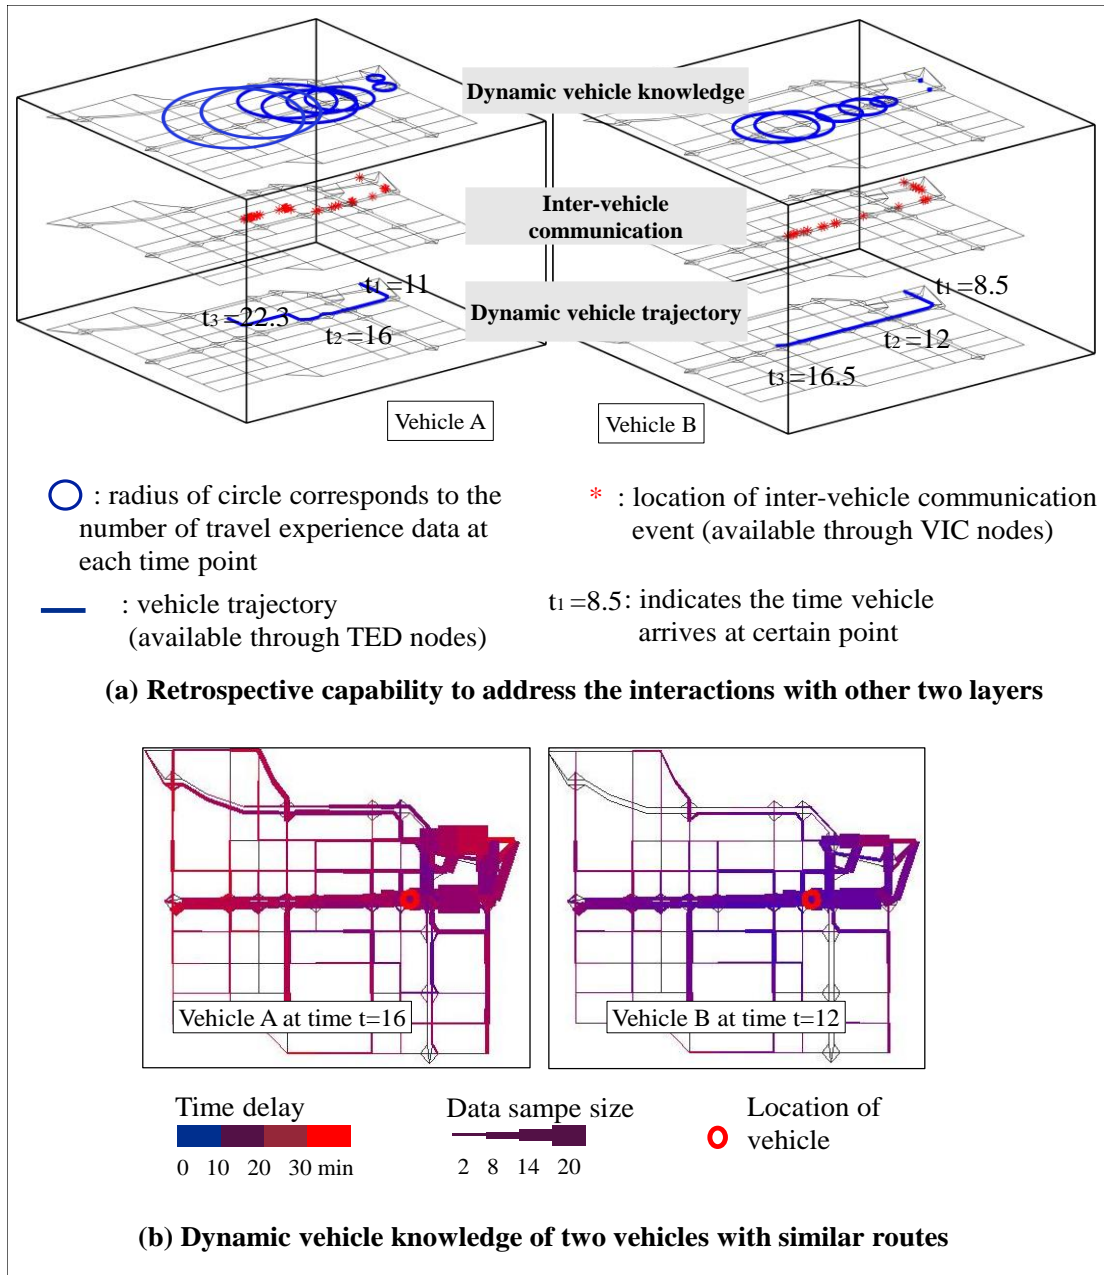 Dynamic vehicle knowledge
Inter-vehicle
communication
Dynamic vehicle trajectory
t1 =11
t3 =22.3
t2 =16
t1 =8.5
t2 =12
t3 =16.5
Vehicle A
Vehicle B
: radius of circle corresponds to the
number of travel experience data at
each time point
* : location of inter-vehicle communication
event (available through VIC nodes)
: vehicle trajectory
(available through TED nodes)
t1 =8.5 : indicates the time vehicle
arrives at certain point
(a) Retrospective capability to address the interactions with other two layers
Vehicle A at time t=16
Vehicle B at time t=12
Time delay
0 10 20 30 min
Data sampe size
2 8 14 20
Location of
vehicle
(b) Dynamic vehicle knowledge of two vehicles with similar routes